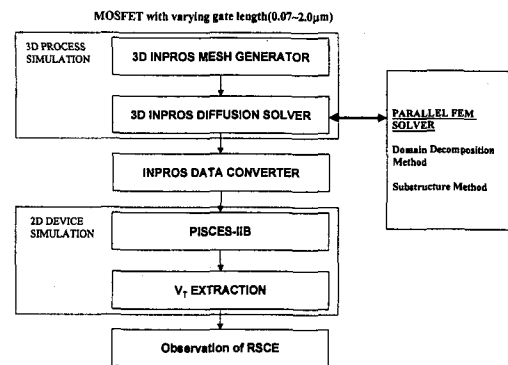 MOSFET with varying gate length(0.07~2.0μm)
3D PROCESS
SIMULATION
3D INPROS MESH GENERATOR
3D INPROS DIFFUSION SOLVER
PARALLEL FEM
SOLVER
Domain Decomposition
Method
Substructure Method
INPROS DATA CONVERTER
2D DEVICE
SIMULATION
PISCES-IIB
VT EXTRACTION
Observation of RSCE